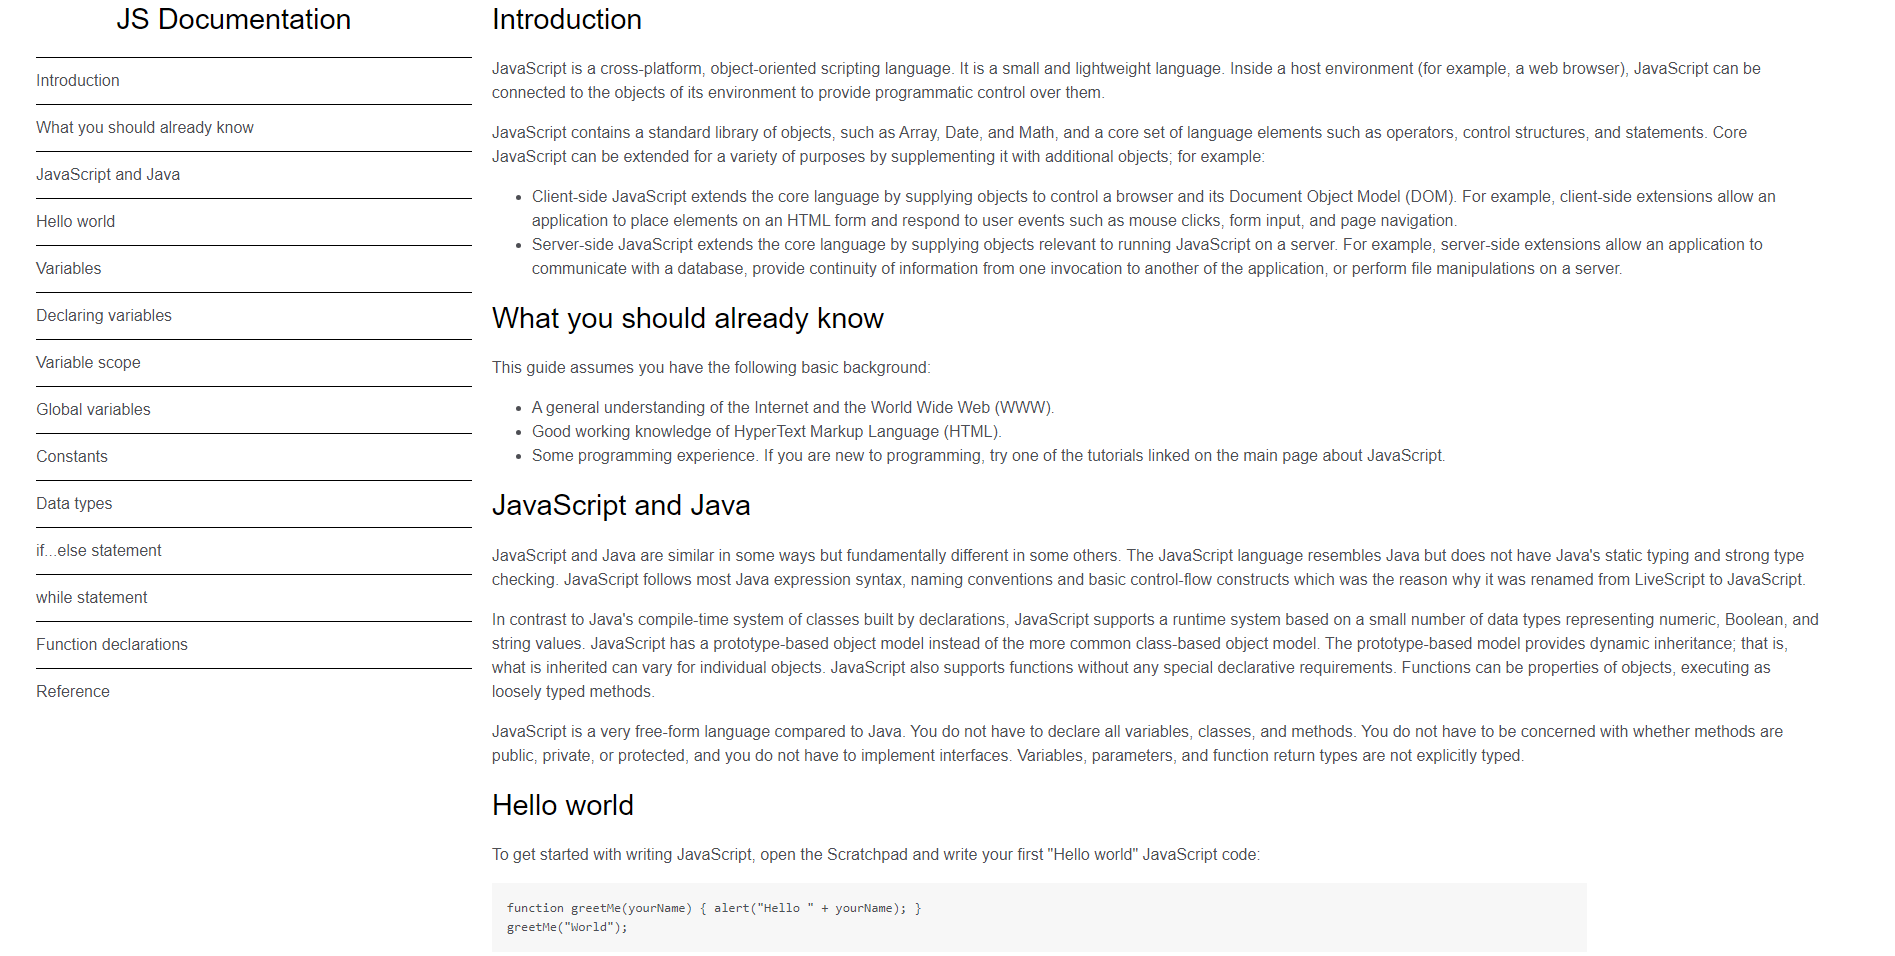 JS Documentation
Introduction
What you should already know
JavaScript and Java
Hello world
Variables
Declaring variables
Variable scope
Global variables
Constants
Data types
if...else statement
while statement
Function declarations
Reference
Introduction
JavaScript is a cross-platform, object-oriented scripting language. It is a small and lightweight language. Inside a host environment (for example, a web browser), JavaScript can be
connected to the objects of its environment to provide programmatic control over them.
JavaScript contains a standard library of objects, such as Array, Date, and Math, and a core set of language elements such as operators, control structures, and statements. Core
JavaScript can be extended for a variety of purposes by supplementing it with additional objects; for example:
• Client-side JavaScript extends the core language by supplying objects to control a browser and its Document Object Model (DOM). For example, client-side extensions allow an
application to place elements on an HTML form and respond to user events such as mouse clicks, form input, and page navigation.
• Server-side JavaScript extends the core language by supplying objects relevant to running JavaScript on a server. For example, server-side extensions allow an application to
communicate with a database, provide continuity of information from one invocation to another of the application, or perform file manipulations on a server.
What you should already know
This guide assumes you have the following basic background:
• A general understanding of the Internet and the World Wide Web (WWW).
• Good working knowledge of HyperText Markup Language (HTML).
• Some programming experience. If you are new to programming, try one of the tutorials linked on the main page about JavaScript.
JavaScript and Java
JavaScript and Java are similar in some ways but fundamentally different in some others. The JavaScript language resembles Java but does not have Java's static typing and strong type
checking. JavaScript follows most Java expression syntax, naming conventions and basic control-flow constructs which was the reason why it was renamed from LiveScript to JavaScript.
In contrast to Java's compile-time system of classes built by declarations, JavaScript supports a runtime system based on a small number of data types representing numeric, Boolean, and
string values. JavaScript has a prototype-based object model instead of the more common class-based object model. The prototype-based model provides dynamic inheritance; that is,
what is inherited can vary for individual objects. JavaScript also supports functions without any special declarative requirements. Functions can be properties of objects, executing as
loosely typed methods.
JavaScript is a very free-form language compared to Java. You do not have to declare all variables, classes, and methods. You do not have to be concerned with whether methods are
public, private, or protected, and you do not have to implement interfaces. Variables, parameters, and function return types are not explicitly typed.
Hello world
To get started with writing JavaScript, open the Scratchpad and write your first "Hello world" JavaScript code:
function greetMe(yourName) { alert("Hello " + yourName); }
greetMe("World");